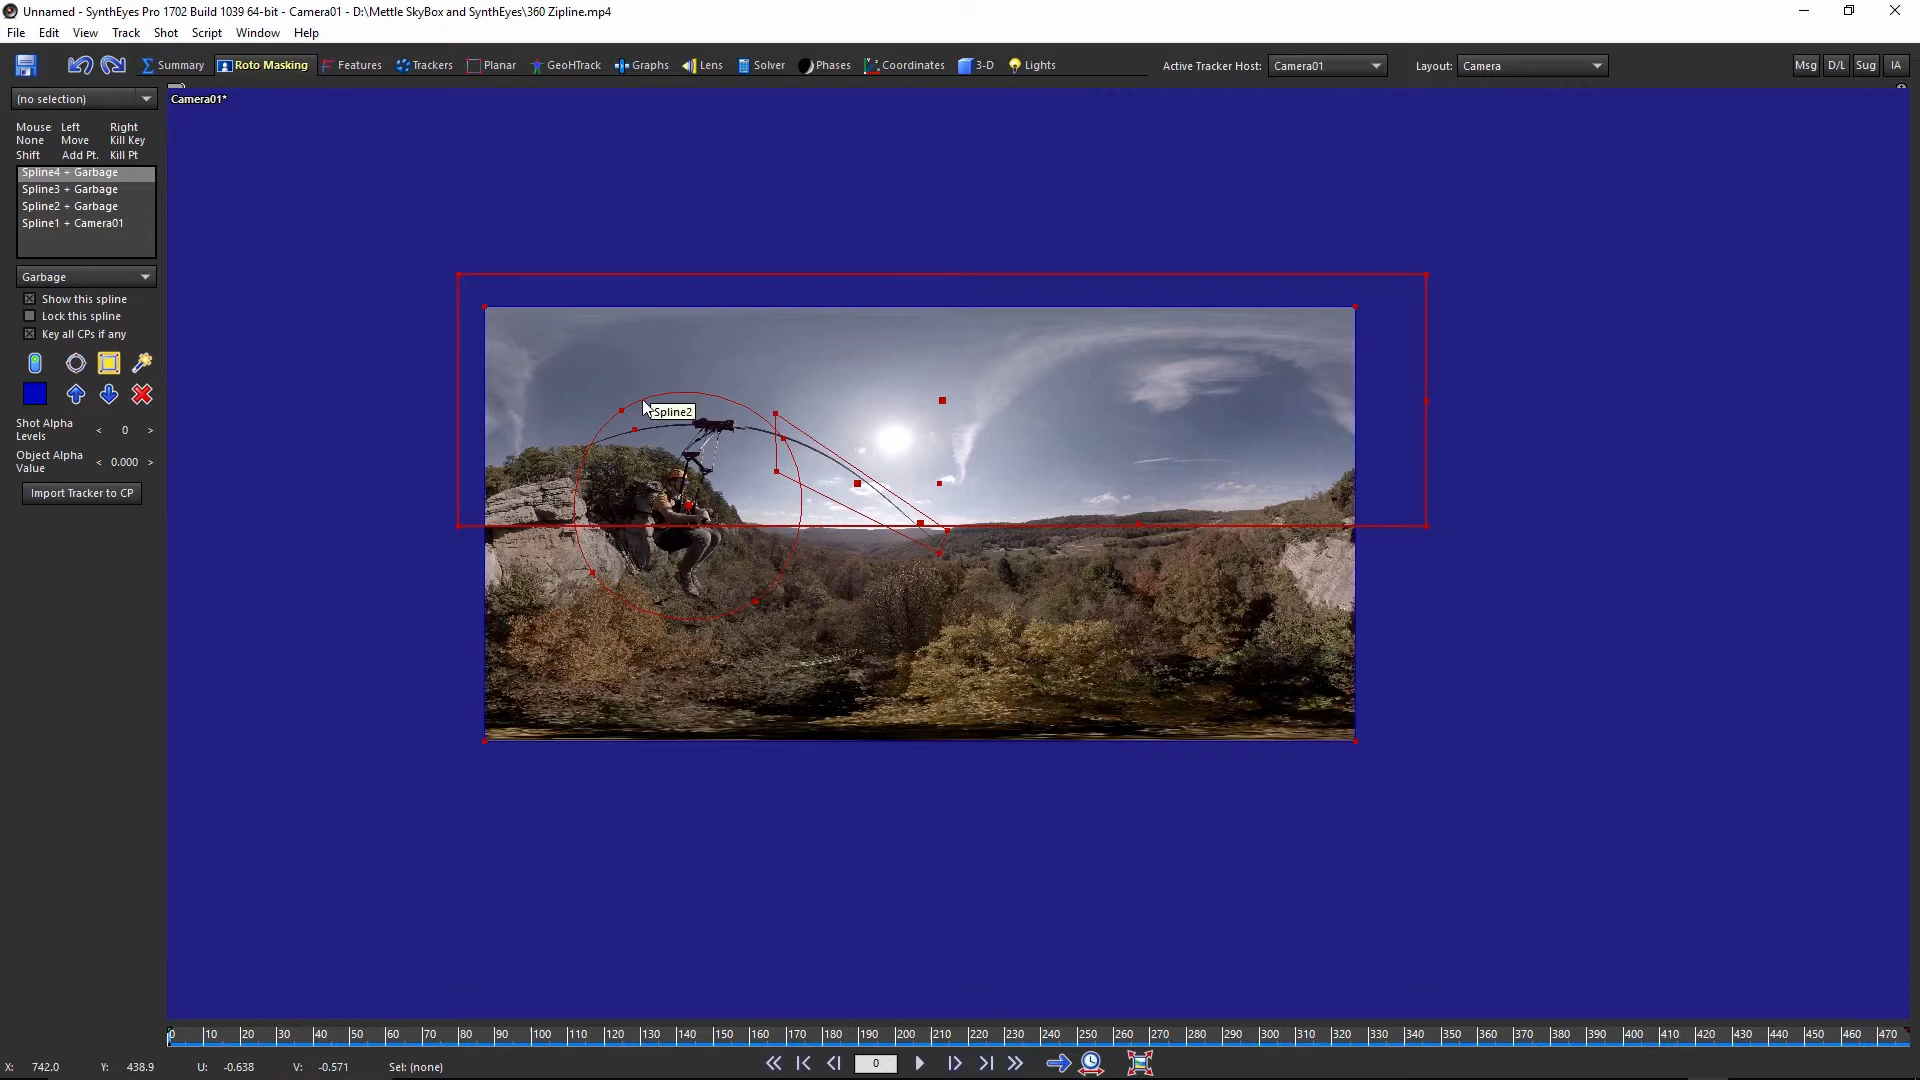 Unnamed - SynthEyes Pro 1702 Build 1039 64-bit - Camera01 - D:\Mettle SkyBox and SynthEyes\360 Zipline.mp4
File Edit View Track Shot Script Window Help
Summary Roto Masking Features Trackers Planar GeoHTrack Graphs Lens Solver Phases Coordinates 3-D Lights Active Tracker Host: Camera01 Layout: Camera Msg D/L Sug IA
(no selection)
Camera01*
Mouse Left Right
None Move Kill Key
Shift Add Pt. Kill Pt
Spline4 + Garbage
Spline3 + Garbage
Spline2 + Garbage
Spline1 + Camera01
Garbage
Show this spline
Lock this spline
Key all CPs if any
Shot Alpha
Levels < 0 >
Object Alpha
Value < 0.000 >
Import Tracker to CP
Spline2
0 10 20 30 40 50 60 70 80 90 100 110 120 130 140 150 160 170 180 190 200 210 220 230 240 250 260 270 280 290 300 310 320 330 340 350 360 370 380 390 400 410 420 430 440 450 460 470
0
X: 742.0 Y: 438.9 U: -0.638 V: -0.571 Sel: (none)